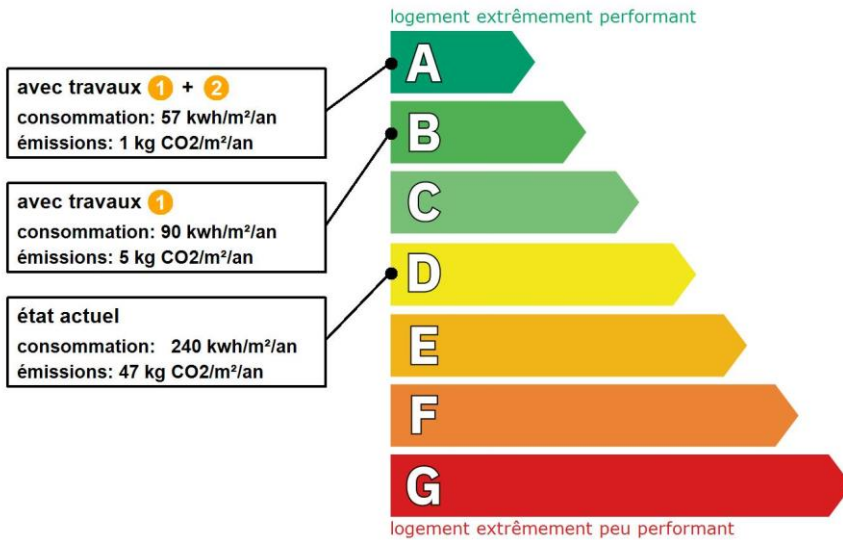 logement extrêmement performant
A
avec travaux 1 + 2
consommation: 57 kwh/m²/an
émissions: 1 kg CO2/m²/an
B
avec travaux 1
consommation: 90 kwh/m²/an
émissions: 5 kg CO2/m²/an
C
D
état actuel
consommation: 240 kwh/m²/an
émissions: 47 kg CO2/m²/an
E
F
G
logement extrêmement peu performant